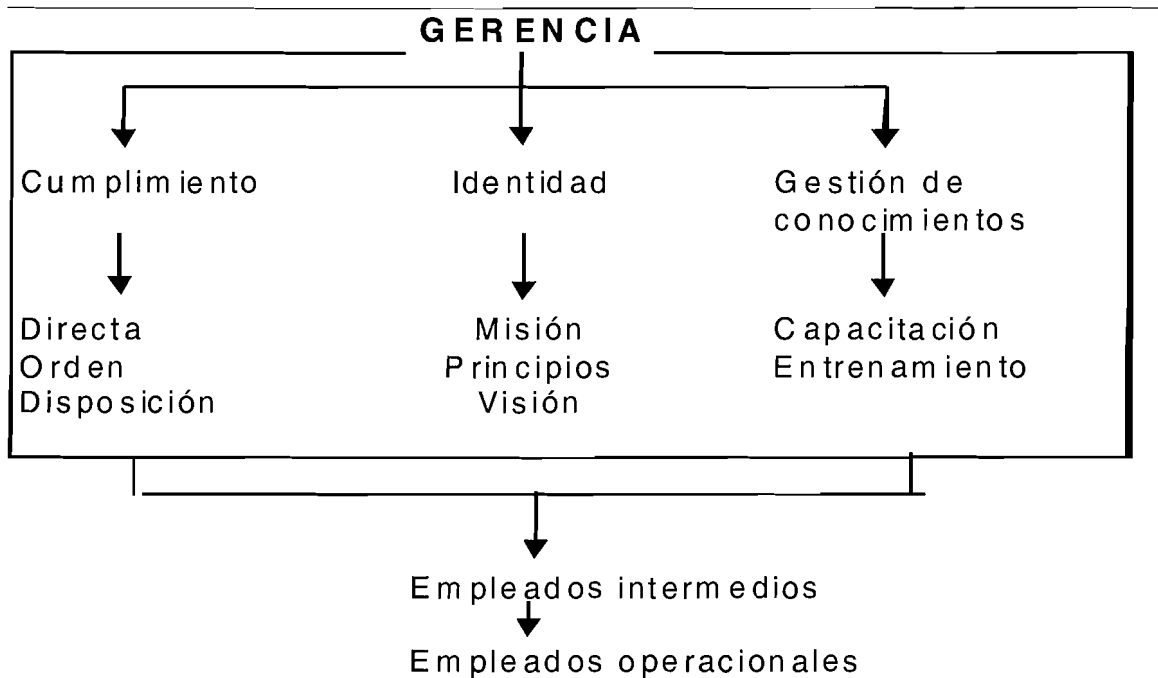 GERENCIA
Cumplimiento
Identidad
Gestión de
conocimientos
Directa
Orden
Disposición
Misión
Principios
Visión
Capacitación
Entrenamiento
Empleados intermedios
Empleados operacionales